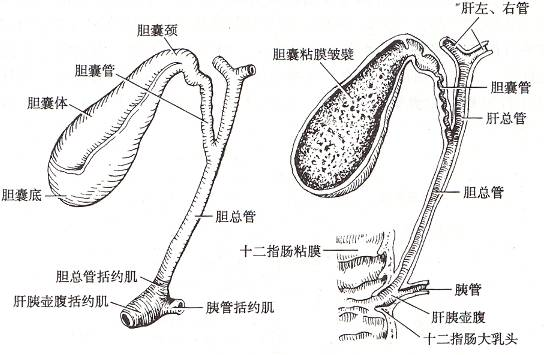 胆囊颈
胆囊管
胆囊体
胆囊底
胆总管
胆总管括约肌
肝胰壶腹括约肌
胰管括约肌
肝左、右管
胆囊粘膜皱襞
胆囊管
肝总管
胆总管
十二指肠粘膜
胰管
肝胰壶腹
十二指肠大乳头